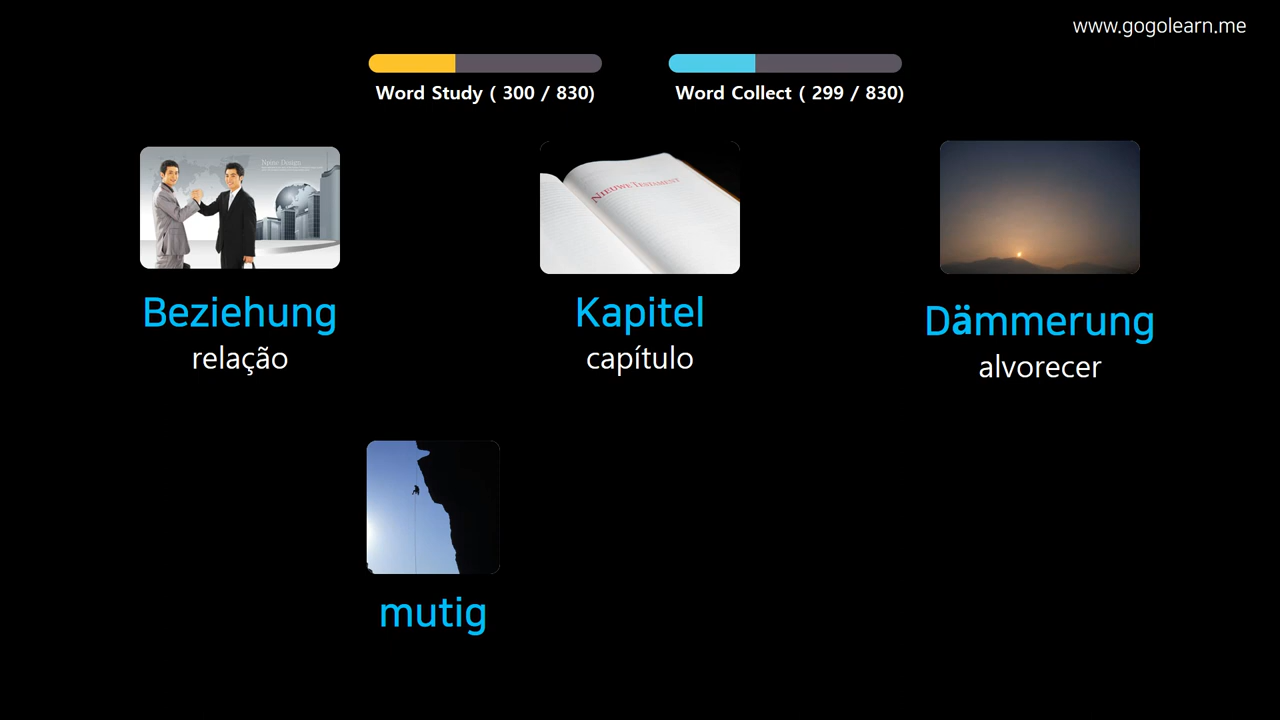 www.gogolearn.me
Word Study ( 300 / 830)
Word Collect ( 299 / 830)
NIEUWE TESTAMENT
Beziehung
relação
Kapitel
capítulo
Dämmerung
alvorecer
mutig